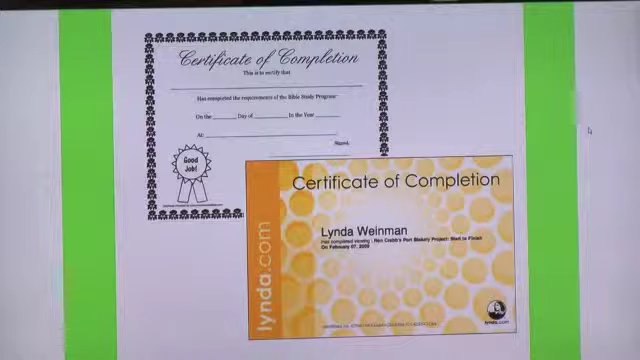 Certificate of Completion
This is to certify that
Has completed the requirements of the Bible Study Program
On the Day of In the Year
At:
Signed,
Good
Job!
Certificate of Completion
Lynda Weinman
has completed viewing : Ron Crabb's Port Blakely Project: Start to Finish
On February 07, 2009
lynda.com
lynda.com